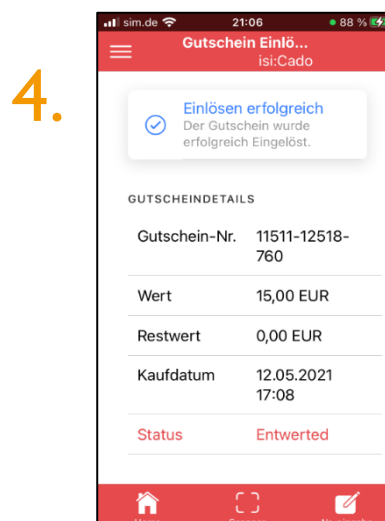 4.
sim.de 21:06 88 %
Gutschein Einlö...
isi:Cado
Einlösen erfolgreich
Der Gutschein wurde
erfolgreich Eingelöst.
GUTSCHEINDETAILS
Gutschein-Nr. 11511-12518-
760
Wert 15,00 EUR
Restwert 0,00 EUR
Kaufdatum 12.05.2021
17:08
Status Entwerted